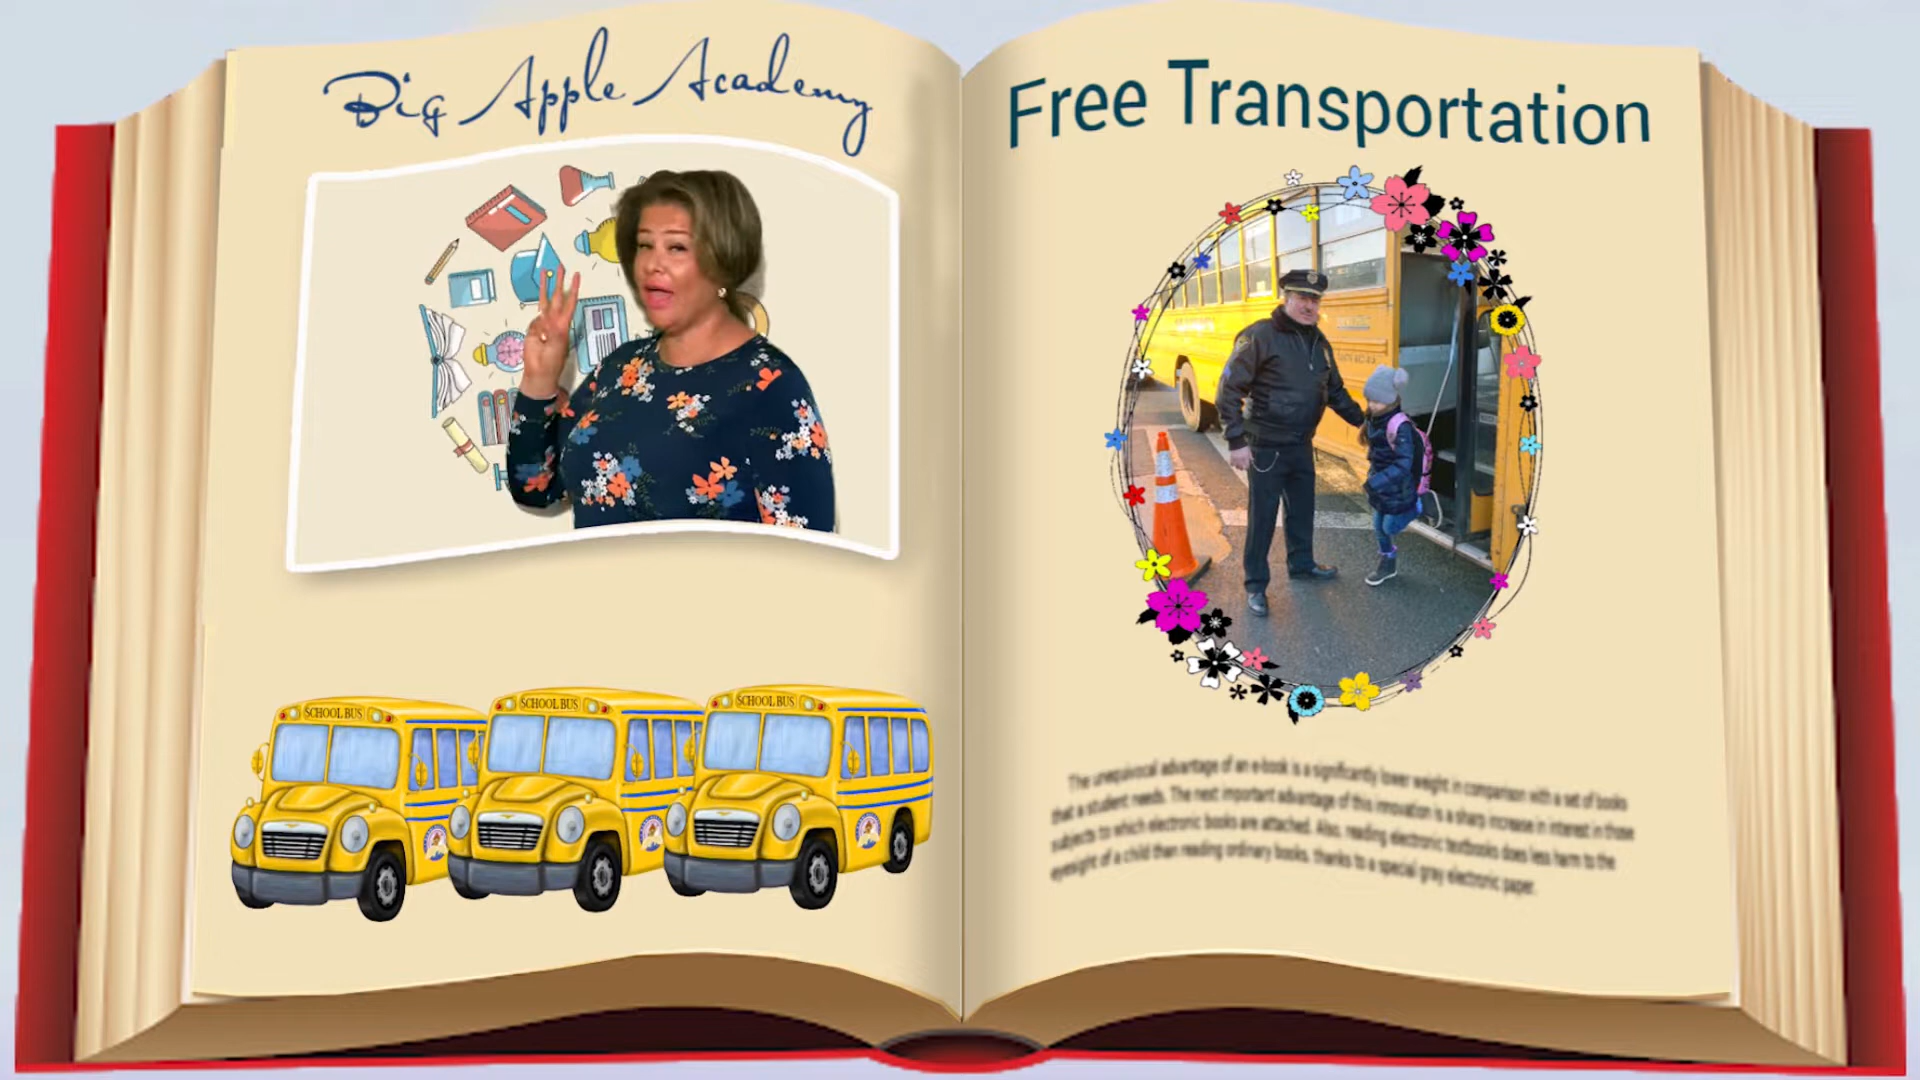 Big Apple Academy
Free Transportation
SCHOOL BUS
SCHOOL BUS
SCHOOL BUS
The unequivocal advantage of an e-book is a significantly lower weight in comparison with a set of books
that a student needs. The next important advantage of this innovation is a sharp increase in interest in those
subjects to which electronic books are attached. Also, reading electronic textbooks does less harm to the
eyesight of a child than reading ordinary books, thanks to a special gray electronic paper.